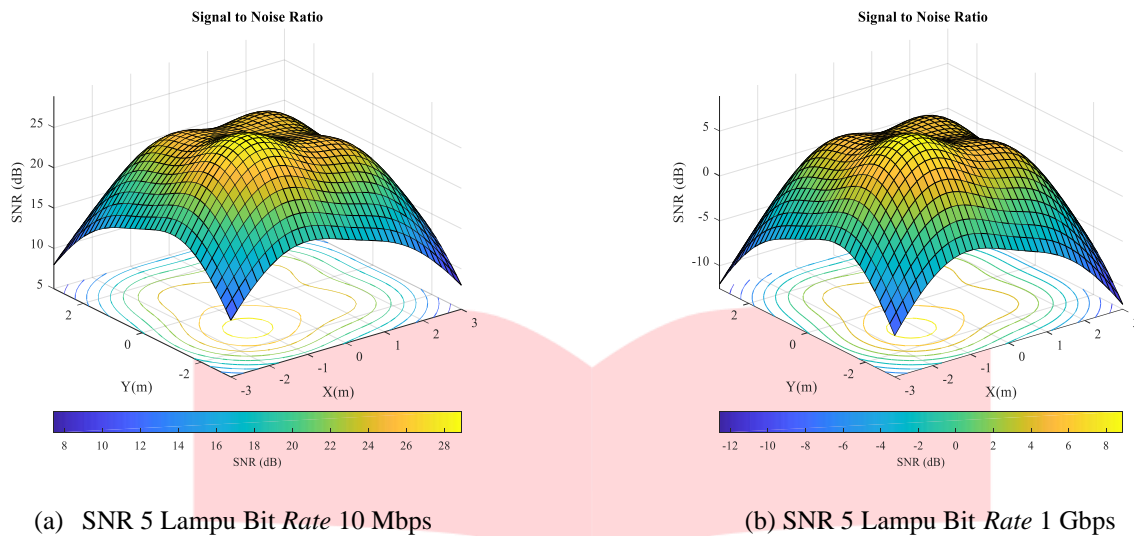 Signal to Noise Ratio
25
20
15
10
5
SNR (dB)
2
0
-2
Y(m)
-3
-2
-1
0
1
2
3
X(m)
8 10 12 14 16 18 20 22 24 26 28
SNR (dB)
(a) SNR 5 Lampu Bit Rate 10 Mbps
Signal to Noise Ratio
5
0
-5
-10
SNR (dB)
2
0
-2
Y(m)
-3
-2
-1
0
1
2
3
X(m)
-12 -10 -8 -6 -4 -2 0 2 4 6 8
SNR (dB)
(b) SNR 5 Lampu Bit Rate 1 Gbps